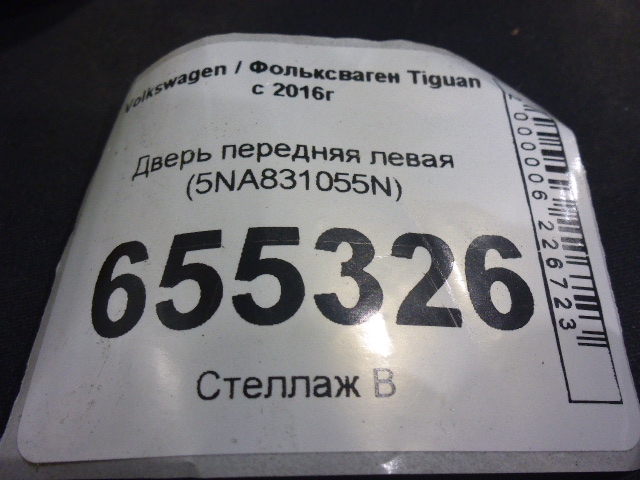 Volkswagen / Фольксваген Tiguan
с 2016г
Дверь передняя левая
(5NA831055N)
655326
Стеллаж В
2000006226723